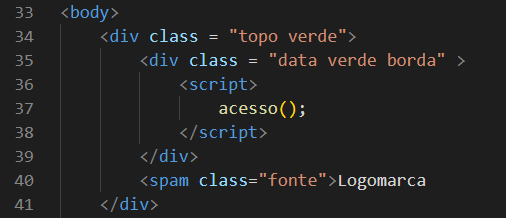 33 <body>
34 <div class = "topo verde">
35 <div class = "data verde borda" >
36 <script>
37 acesso();
38 </script>
39 </div>
40 <spam class="fonte">Logomarca
41 </div>